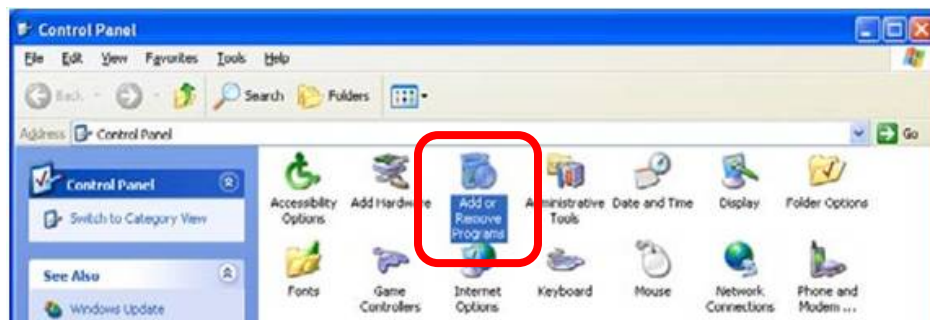 Control Panel
File Edit View Favorites Tools Help
Back Search Folders
Address Control Panel Go
Control Panel
Switch to Category View
See Also
Windows Update
Accessibility Options
Add Hardware
Add or Remove Programs
Administrative Tools
Date and Time
Display
Folder Options
Fonts
Game Controllers
Internet Options
Keyboard
Mouse
Network Connections
Phone and Modem ...